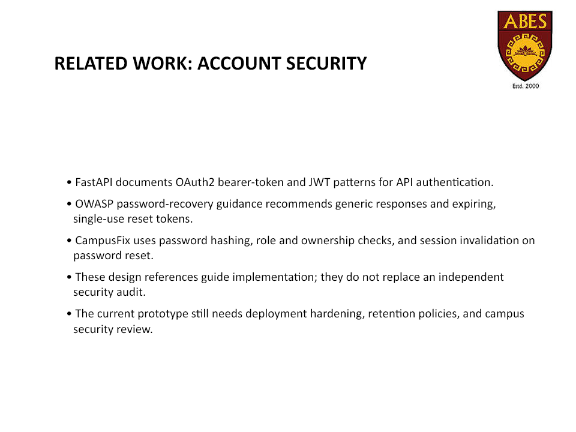 ABES
Estd. 2000
RELATED WORK: ACCOUNT SECURITY
• FastAPI documents OAuth2 bearer-token and JWT patterns for API authentication.
• OWASP password-recovery guidance recommends generic responses and expiring,
single-use reset tokens.
• CampusFix uses password hashing, role and ownership checks, and session invalidation on
password reset.
• These design references guide implementation; they do not replace an independent
security audit.
• The current prototype still needs deployment hardening, retention policies, and campus
security review.